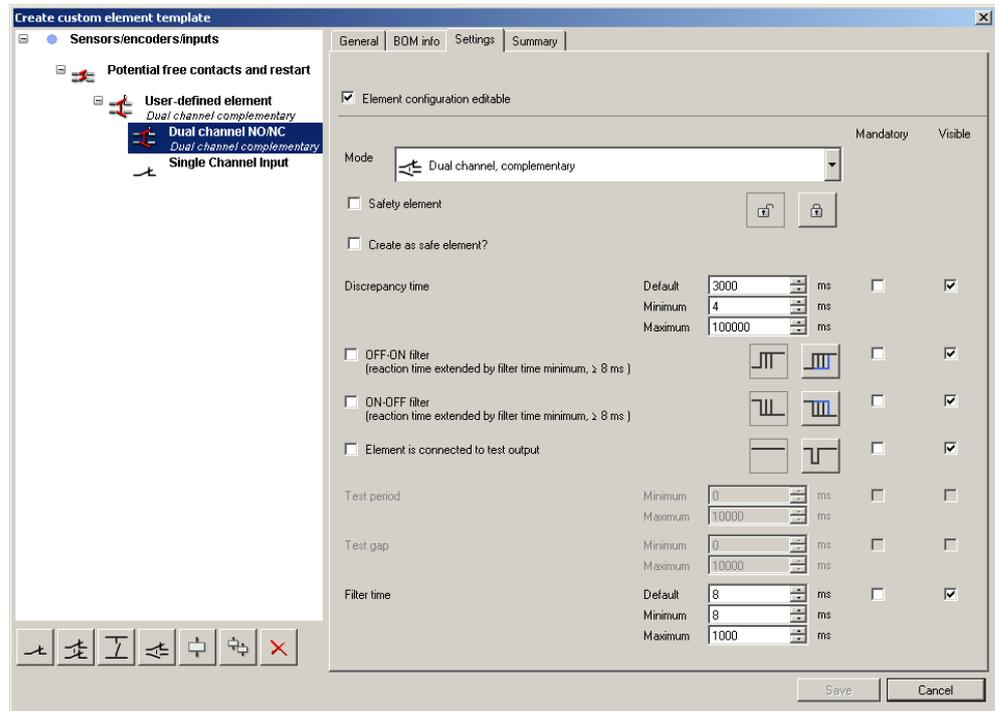 Create custom element template
Sensors/encoders/inputs
Potential free contacts and restart
User-defined element
Dual channel complementary
Dual channel NO/NC
Dual channel complementary
Single Channel Input
General BOM info Settings Summary
Element configuration editable
Mandatory Visible
Mode Dual channel, complementary
Safety element
Create as safe element?
Discrepancy time Default 3000 ms
Minimum 4 ms
Maximum 100000 ms
OFF-ON filter
(reaction time extended by filter time minimum, ≥ 8 ms )
ON-OFF filter
(reaction time extended by filter time minimum, ≥ 8 ms )
Element is connected to test output
Test period Minimum 0 ms
Maximum 10000 ms
Test gap Minimum 0 ms
Maximum 10000 ms
Filter time Default 8 ms
Minimum 8 ms
Maximum 1000 ms
Save Cancel